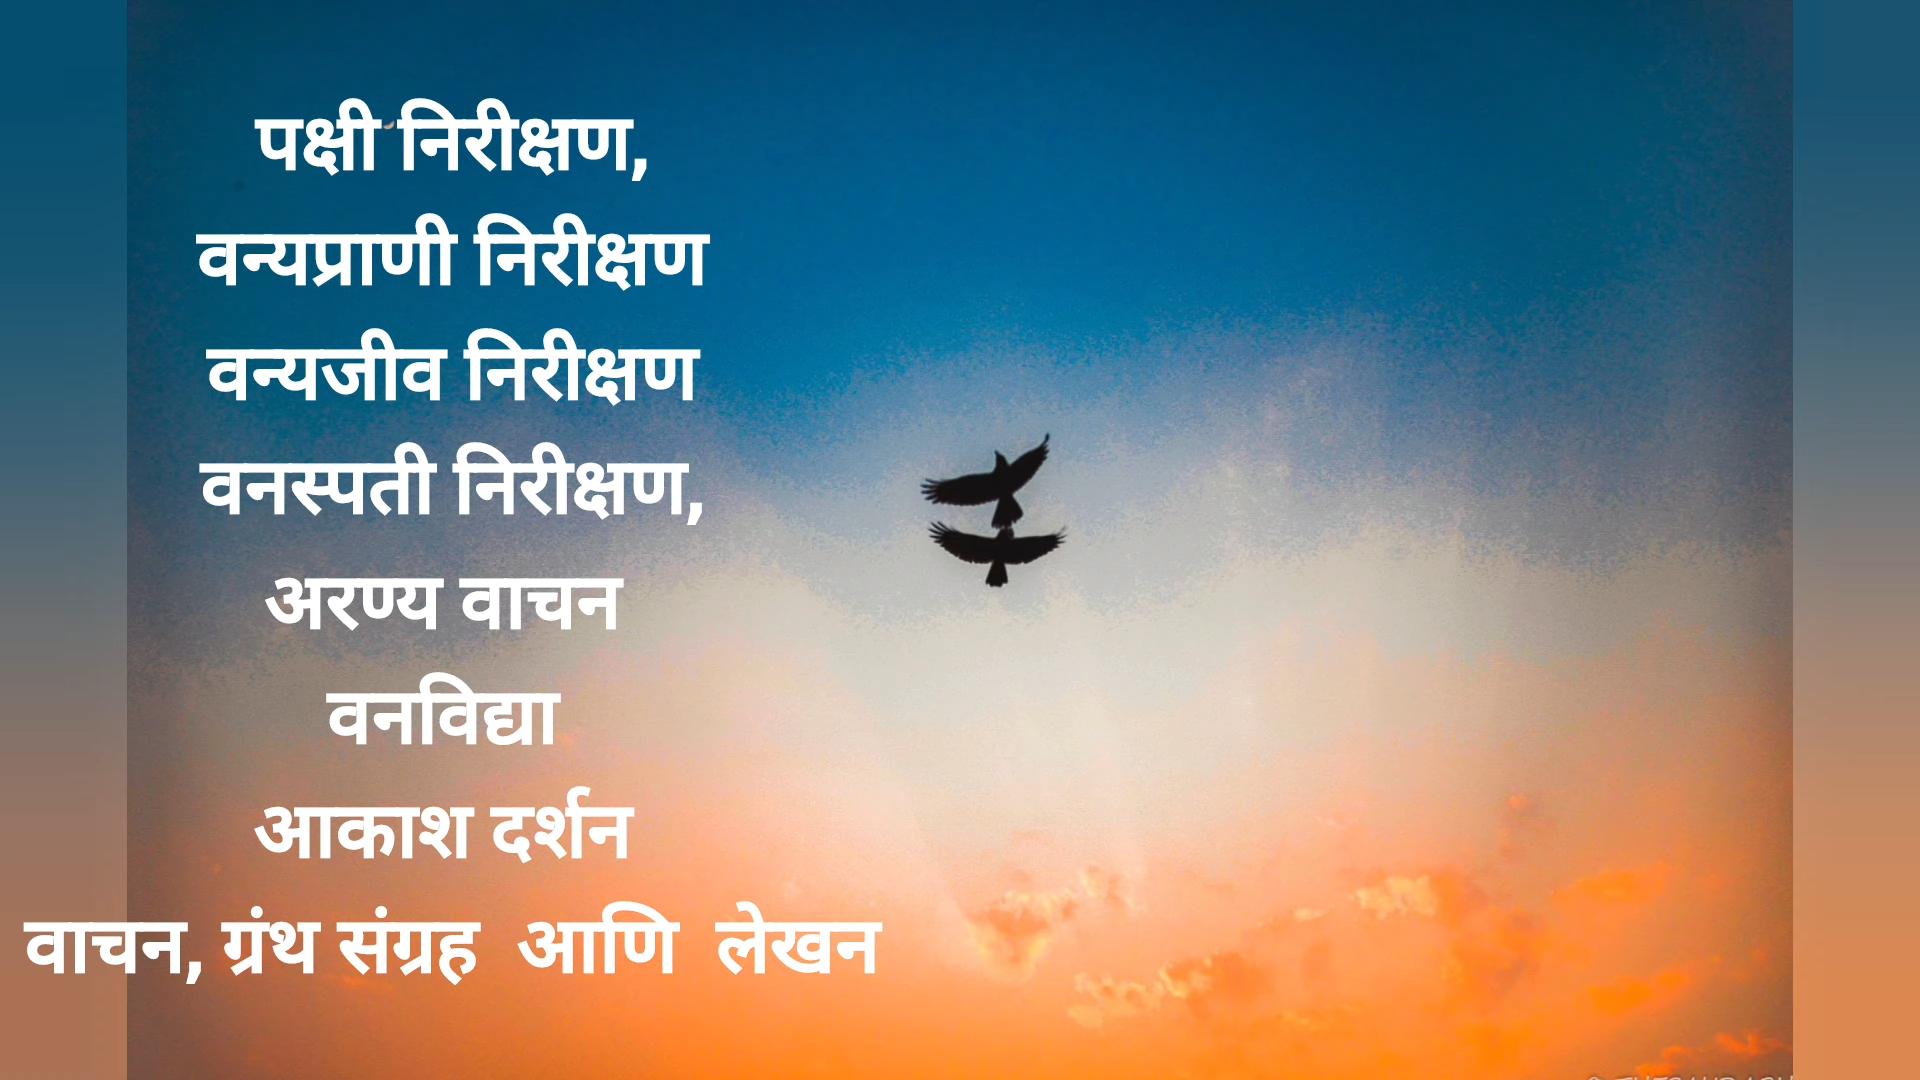 पक्षी निरीक्षण,
वन्यप्राणी निरीक्षण
वन्यजीव निरीक्षण
वनस्पती निरीक्षण,
अरण्य वाचन
वनविद्या
आकाश दर्शन
वाचन, ग्रंथ संग्रह  आणि  लेखन